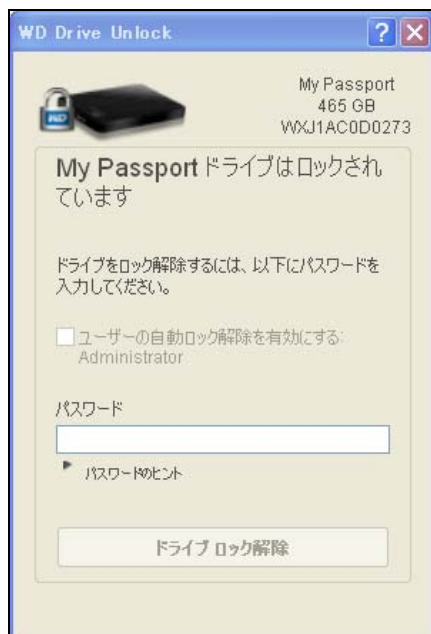 WD Drive Unlock
My Passport
465 GB
WXJ1AC0D0273
My Passport ドライブはロックされ
ています
ドライブをロック解除するには、以下にパスワードを
入力してください。
ユーザーの自動ロック解除を有効にする:
Administrator
パスワード
パスワードのヒント
ドライブ ロック解除